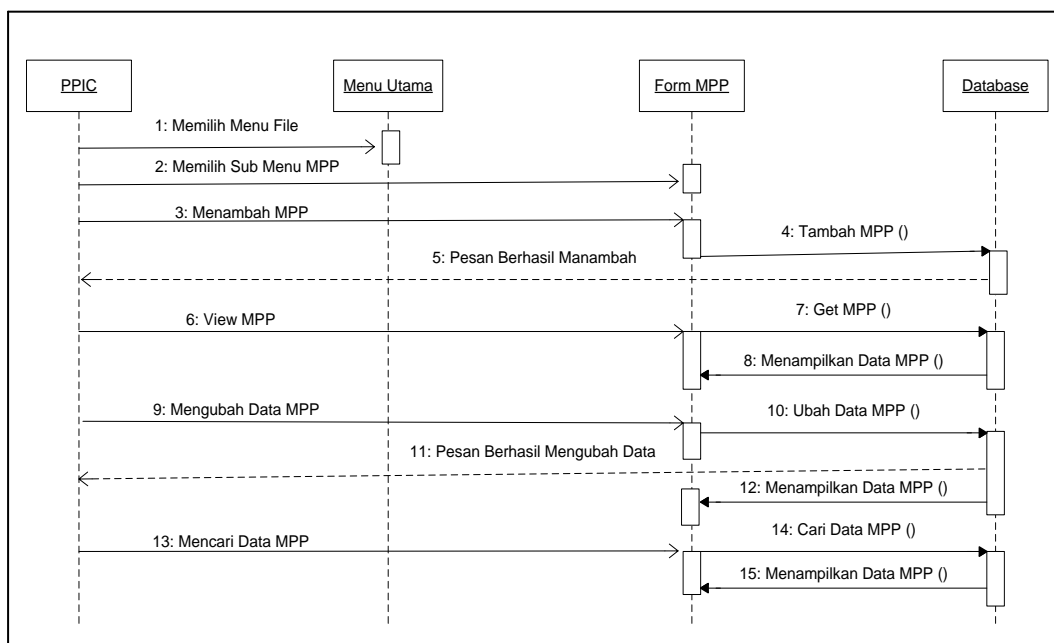 PPIC
Menu Utama
Form MPP
Database
1: Memilih Menu File
2: Memilih Sub Menu MPP
3: Menambah MPP
4: Tambah MPP ()
5: Pesan Berhasil Manambah
6: View MPP
7: Get MPP ()
8: Menampilkan Data MPP ()
9: Mengubah Data MPP
10: Ubah Data MPP ()
11: Pesan Berhasil Mengubah Data
12: Menampilkan Data MPP ()
13: Mencari Data MPP
14: Cari Data MPP ()
15: Menampilkan Data MPP ()